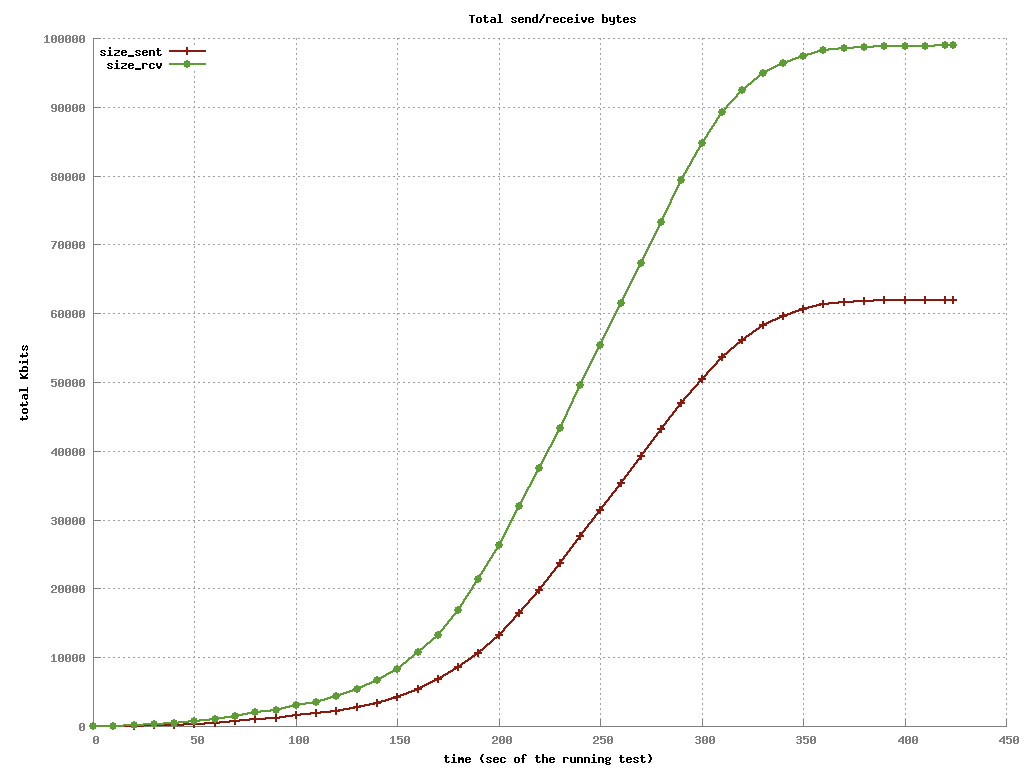 Total send/receive bytes
size_sent
size_rcv
100000
90000
80000
70000
60000
50000
40000
30000
20000
10000
0
total Kbits
0 50 100 150 200 250 300 350 400 450
time (sec of the running test)